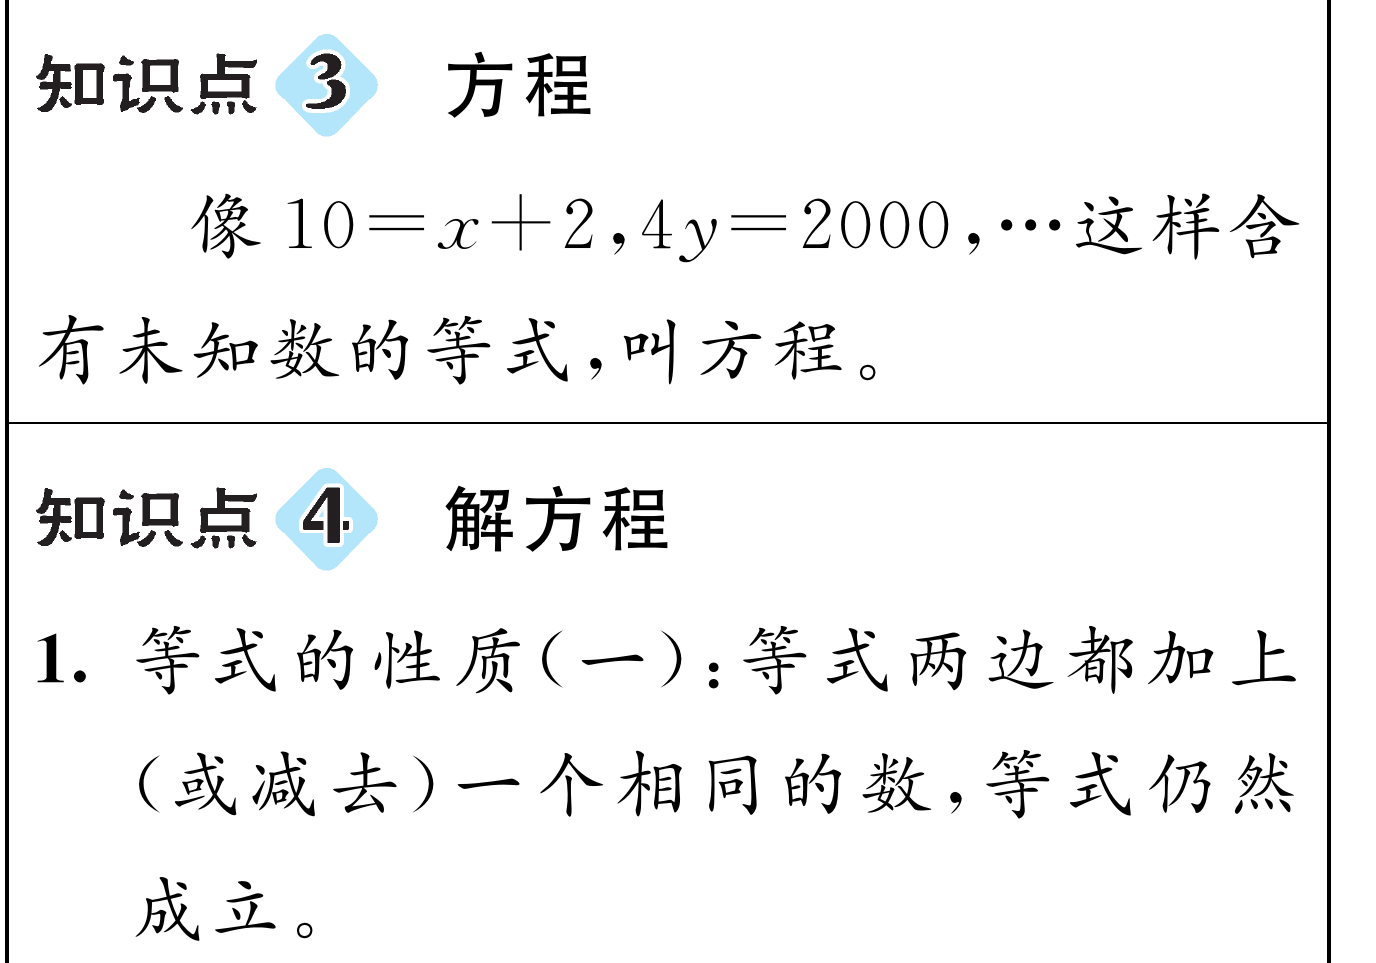 知识点 3 方程
像 10=x+2,4y=2000,…这样含
有未知数的等式,叫方程。
知识点 4 解方程
1. 等式的性质(一):等式两边都加上
(或减去)一个相同的数,等式仍然
成立。